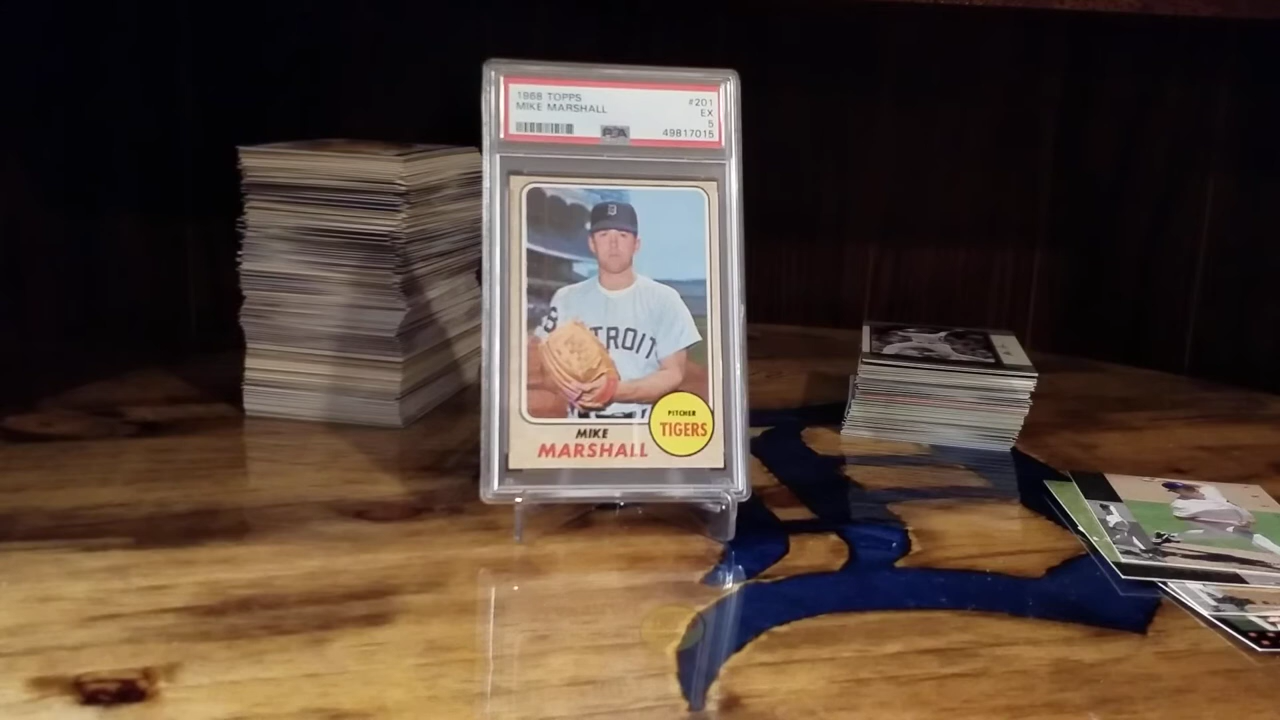 1968 TOPPS #201
MIKE MARSHALL EX
5
PSA 49817015
TROIT
MIKE
MARSHALL
PITCHER
TIGERS